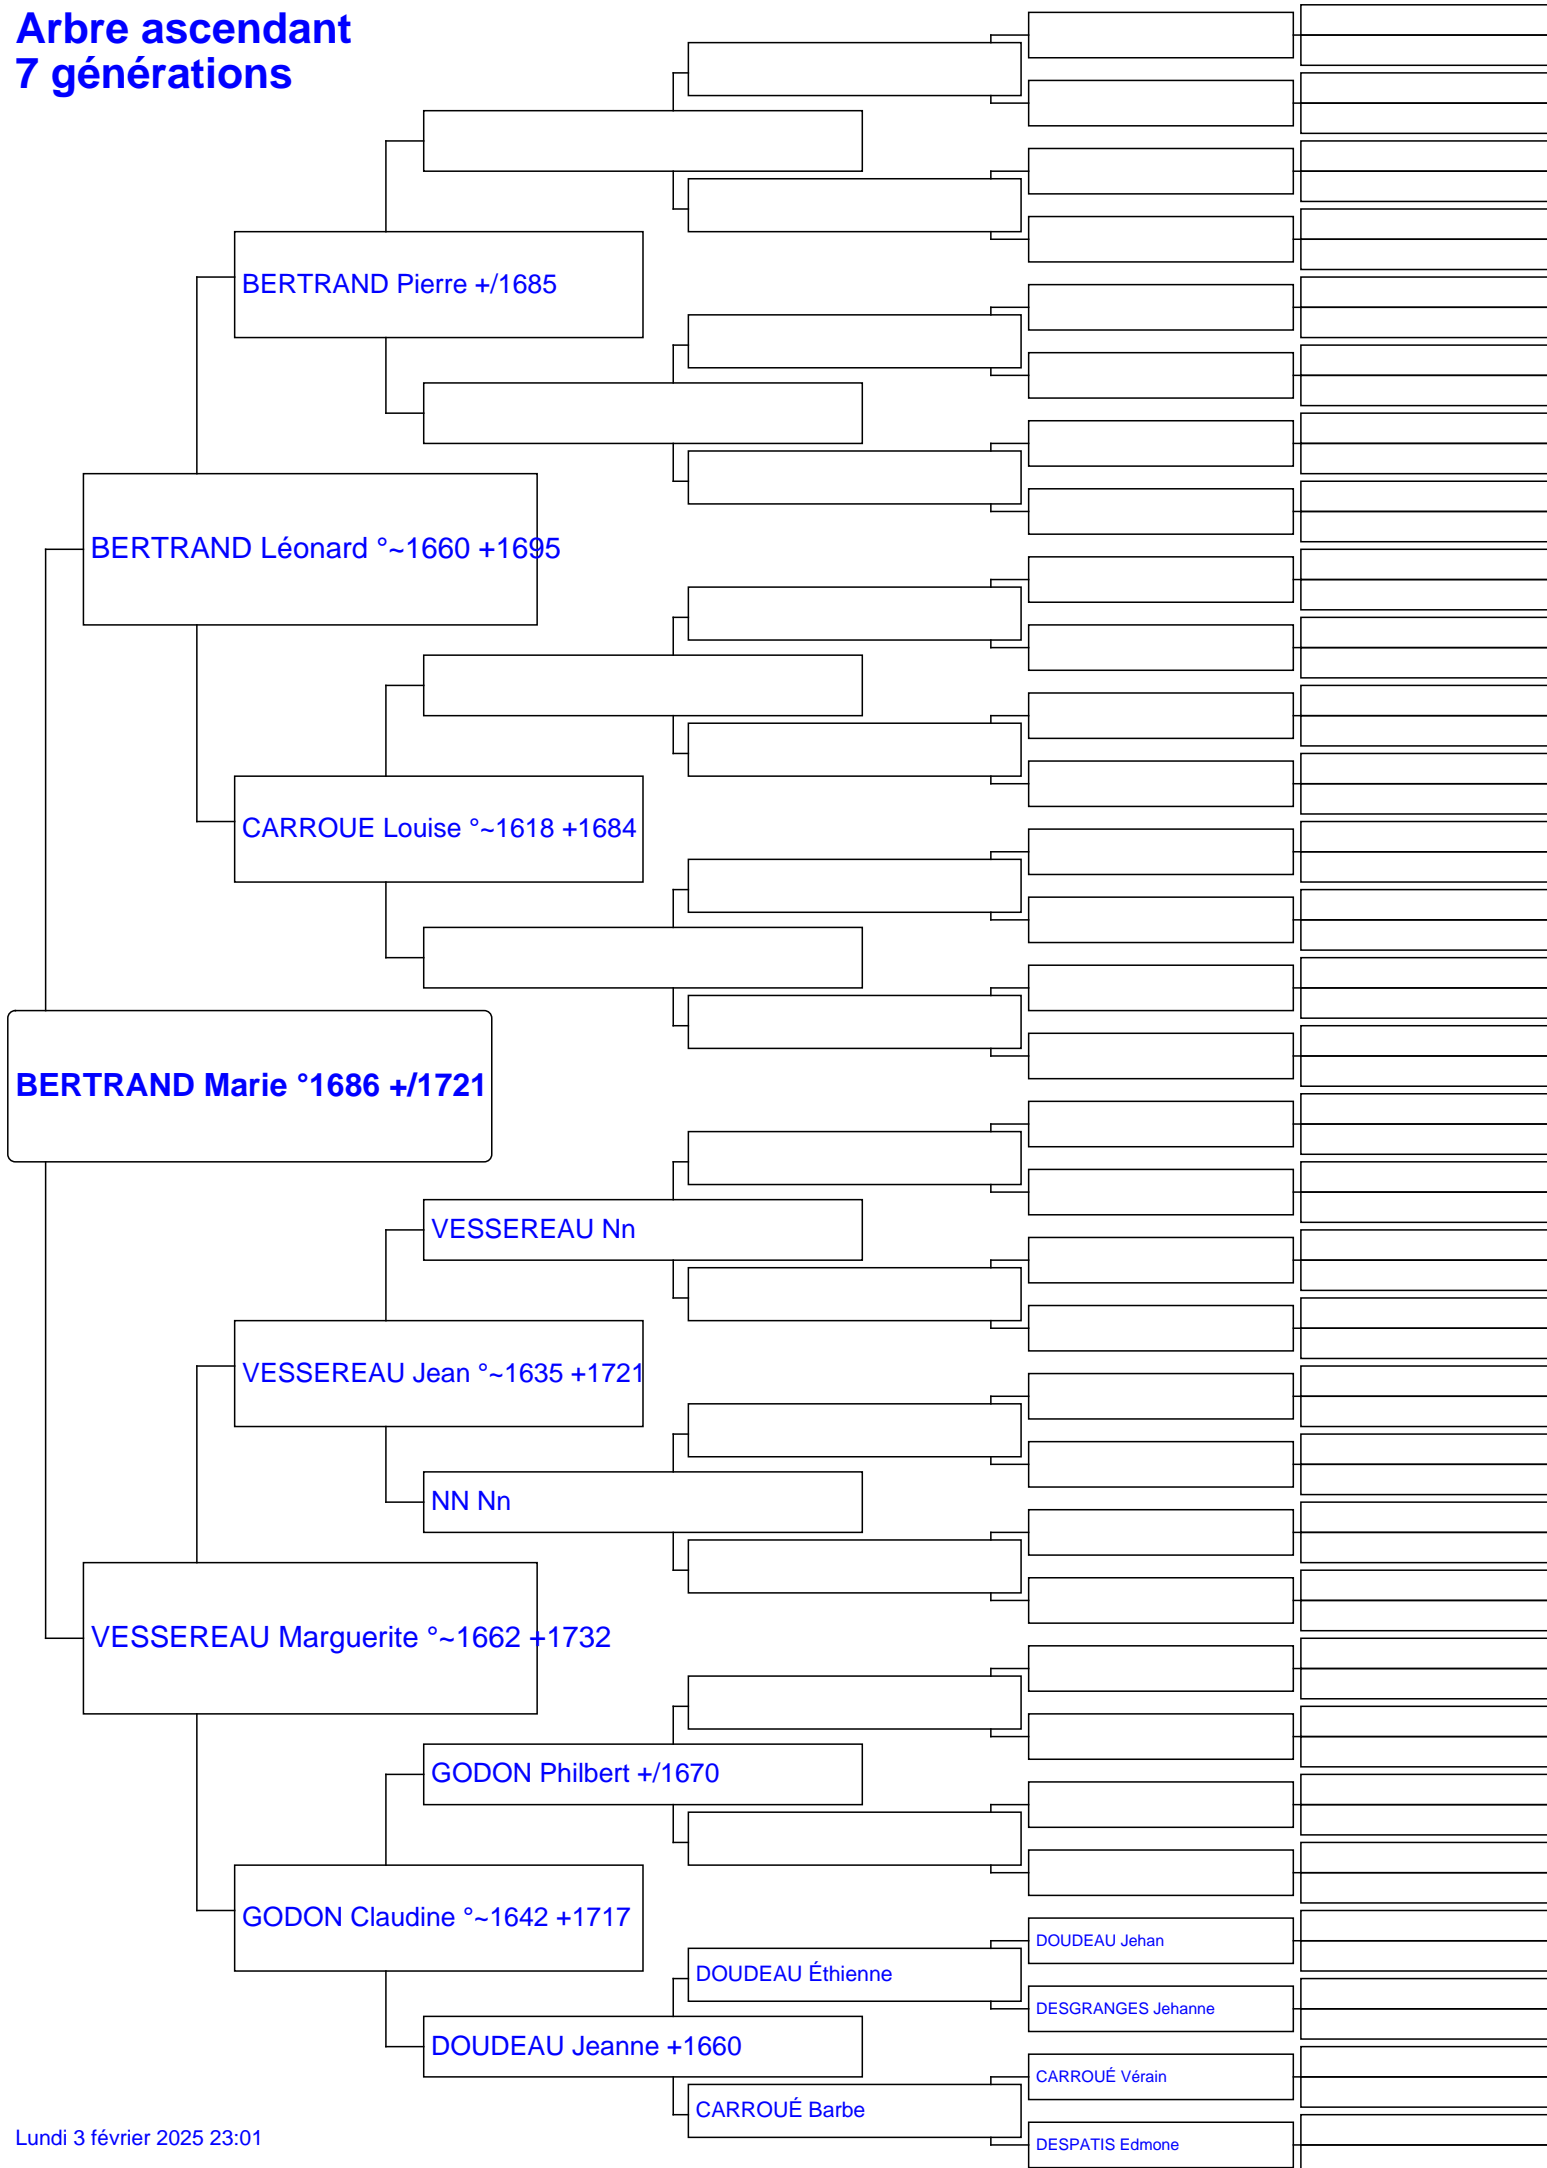 Arbre ascendant
7 générations
BERTRAND Pierre +/1685
BERTRAND Léonard °~1660 +1695
CARROUE Louise °~1618 +1684
BERTRAND Marie °1686 +/1721
VESSEREAU Nn
VESSEREAU Jean °~1635 +1721
NN Nn
VESSEREAU Marguerite °~1662 +1732
GODON Philbert +/1670
GODON Claudine °~1642 +1717
DOUDEAU Jehan
DOUDEAU Éthienne
DESGRANGES Jehanne
DOUDEAU Jeanne +1660
CARROUÉ Vérain
CARROUÉ Barbe
DESPATIS Edmone
Lundi 3 février 2025 23:01